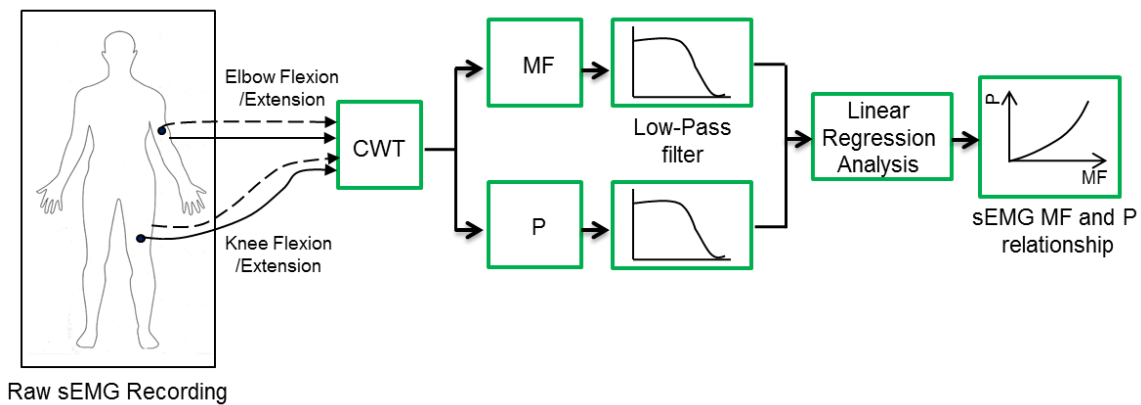 Elbow Flexion
/Extension
CWT
Knee Flexion
/Extension
Raw sEMG Recording
MF
Low-Pass
filter
P
Linear
Regression
Analysis
P
MF
sEMG MF and P
relationship